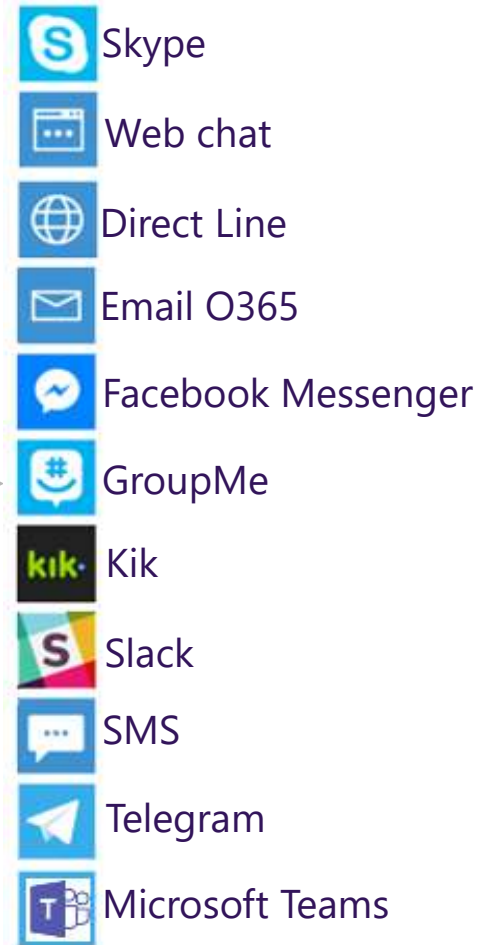 S Skype
Web chat
Direct Line
Email O365
Facebook Messenger
# GroupMe
kik· Kik
S Slack
SMS
Telegram
T Microsoft Teams